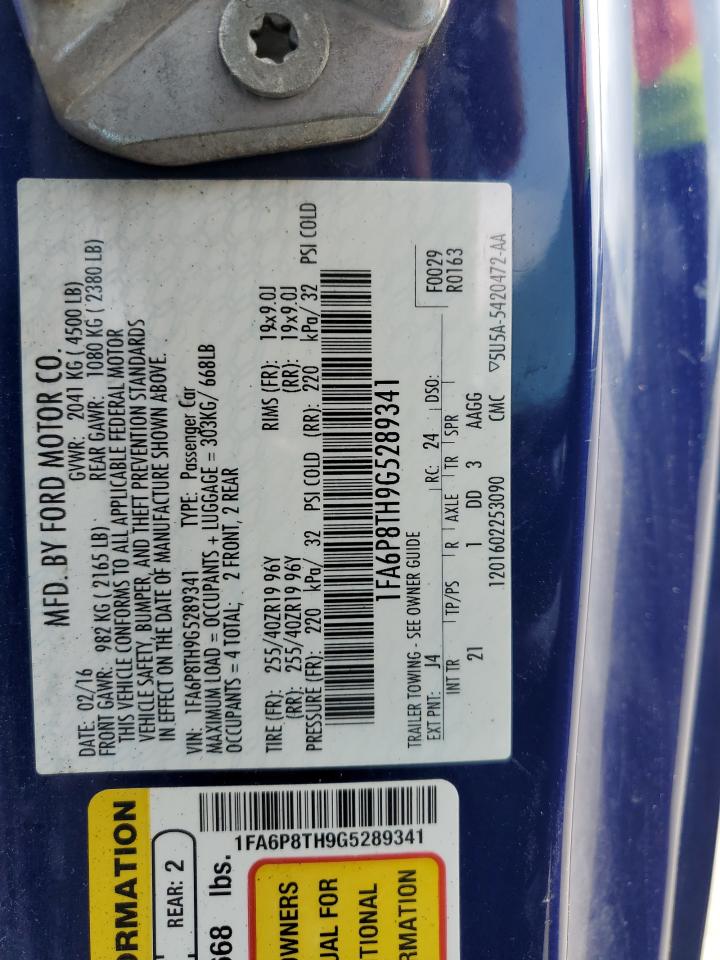 MFD. BY FORD MOTOR CO.
DATE: 02/16 GVWR: 2041 KG ( 4500 LB)
FRONT GAWR: 982 KG ( 2165 LB) REAR GAWR: 1080 KG ( 2380 LB)
THIS VEHICLE CONFORMS TO ALL APPLICABLE FEDERAL MOTOR
VEHICLE SAFETY, BUMPER, AND THEFT PREVENTION STANDARDS
IN EFFECT ON THE DATE OF MANUFACTURE SHOWN ABOVE.
VIN: 1FA6P8TH9G5289341 TYPE: Passenger Car
MAXIMUM LOAD = OCCUPANTS + LUGGAGE = 303KG/ 668LB
OCCUPANTS = 4 TOTAL; 2 FRONT, 2 REAR
TIRE (FR): 255/40ZR19 96Y RIMS (FR): 19x9.0J
(RR): 255/40ZR19 96Y (RR): 19x9.0J
PRESSURE (FR): 220 kPa/ 32 PSI COLD (RR): 220 kPa/ 32 PSI COLD
1FA6P8TH9G5289341
TRAILER TOWING - SEE OWNER GUIDE F0029
EXT PNT: J4 RC: 24 DSO: R0163
INT TR TP/PS R AXLE TR SPR
21 1 DD 3 AAGG
1201602253090 CMC ▽5U5A-5420472-AA
ORMATION
REAR: 2
668 lbs.
1FA6P8TH9G5289341
OWNERS
UAL FOR
TIONAL
RMATION